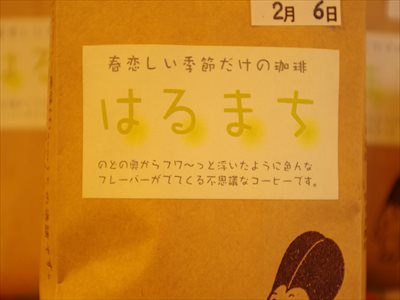 2月 6日
春恋しい季節だけの珈琲
はるまち
のどの奥からフワ〜っと浮いたように色んな
フレーバーがでてくる不思議なコーヒーです。